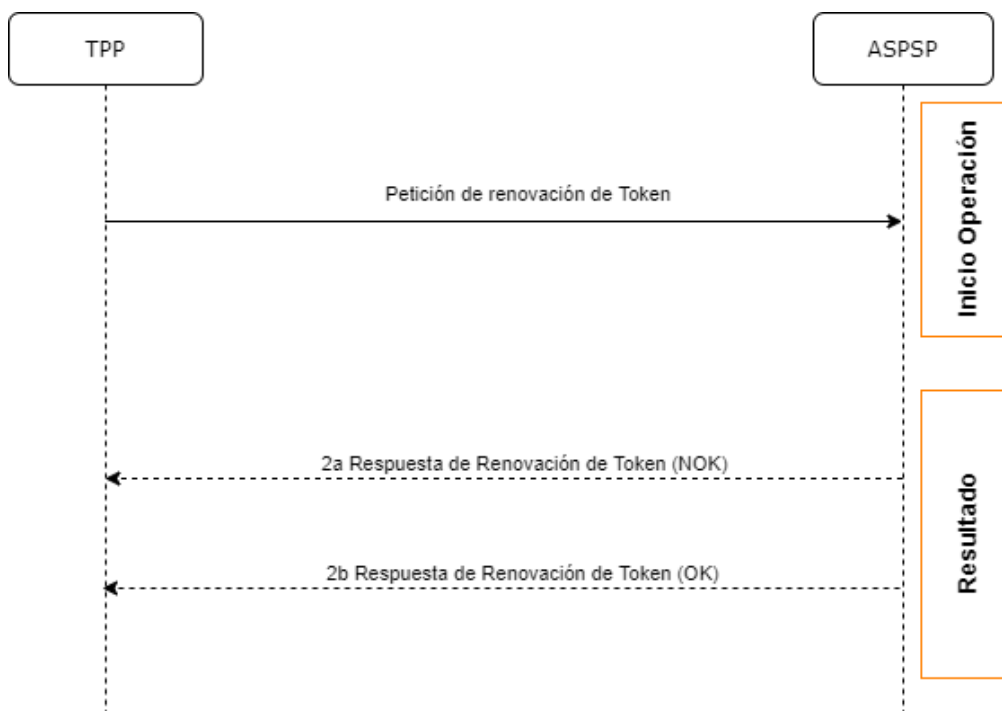 TPP
ASPSP
Inicio Operación
Petición de renovación de Token
2a Respuesta de Renovación de Token (NOK)
Resultado
2b Respuesta de Renovación de Token (OK)